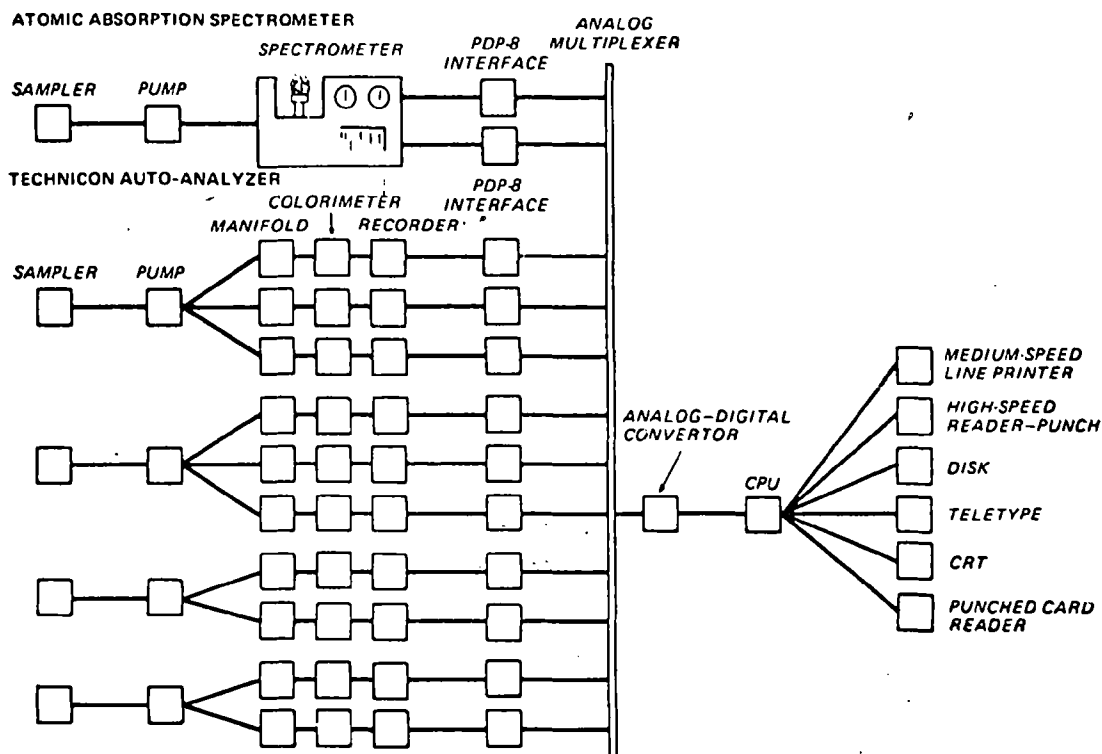 ATOMIC ABSORPTION SPECTROMETER
SPECTROMETER
PDP-8
INTERFACE
ANALOG
MULTIPLEXER
SAMPLER
PUMP
TECHNICON AUTO-ANALYZER
COLORIMETER
PDP-8
INTERFACE
MANIFOLD
RECORDER
SAMPLER
PUMP
ANALOG-DIGITAL
CONVERTOR
CPU
MEDIUM-SPEED
LINE PRINTER
HIGH-SPEED
READER-PUNCH
DISK
TELETYPE
CRT
PUNCHED CARD
READER